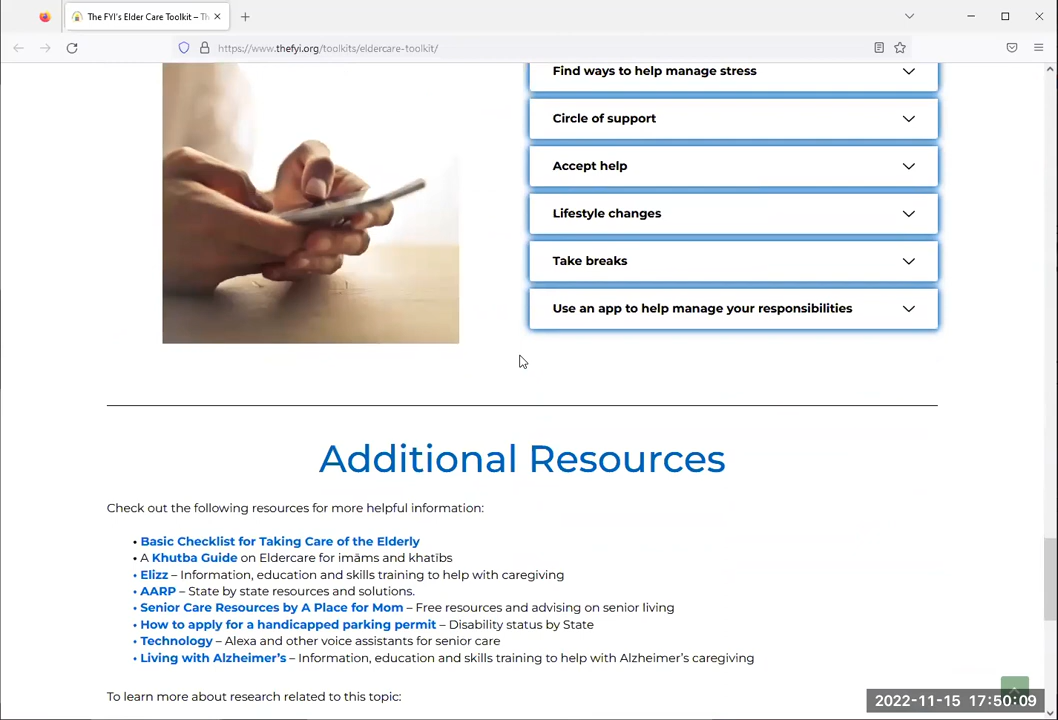 The FYI's Elder Care Toolkit – Th
https://www.thefyi.org/toolkits/eldercare-toolkit/
Find ways to help manage stress
Circle of support
Accept help
Lifestyle changes
Take breaks
Use an app to help manage your responsibilities
Additional Resources
Check out the following resources for more helpful information:
• Basic Checklist for Taking Care of the Elderly
• A Khutba Guide on Eldercare for imāms and khatībs
• Elizz – Information, education and skills training to help with caregiving
• AARP – State by state resources and solutions.
• Senior Care Resources by A Place for Mom – Free resources and advising on senior living
• How to apply for a handicapped parking permit – Disability status by State
• Technology – Alexa and other voice assistants for senior care
• Living with Alzheimer's – Information, education and skills training to help with Alzheimer's caregiving
To learn more about research related to this topic:
2022-11-15 17:50:09